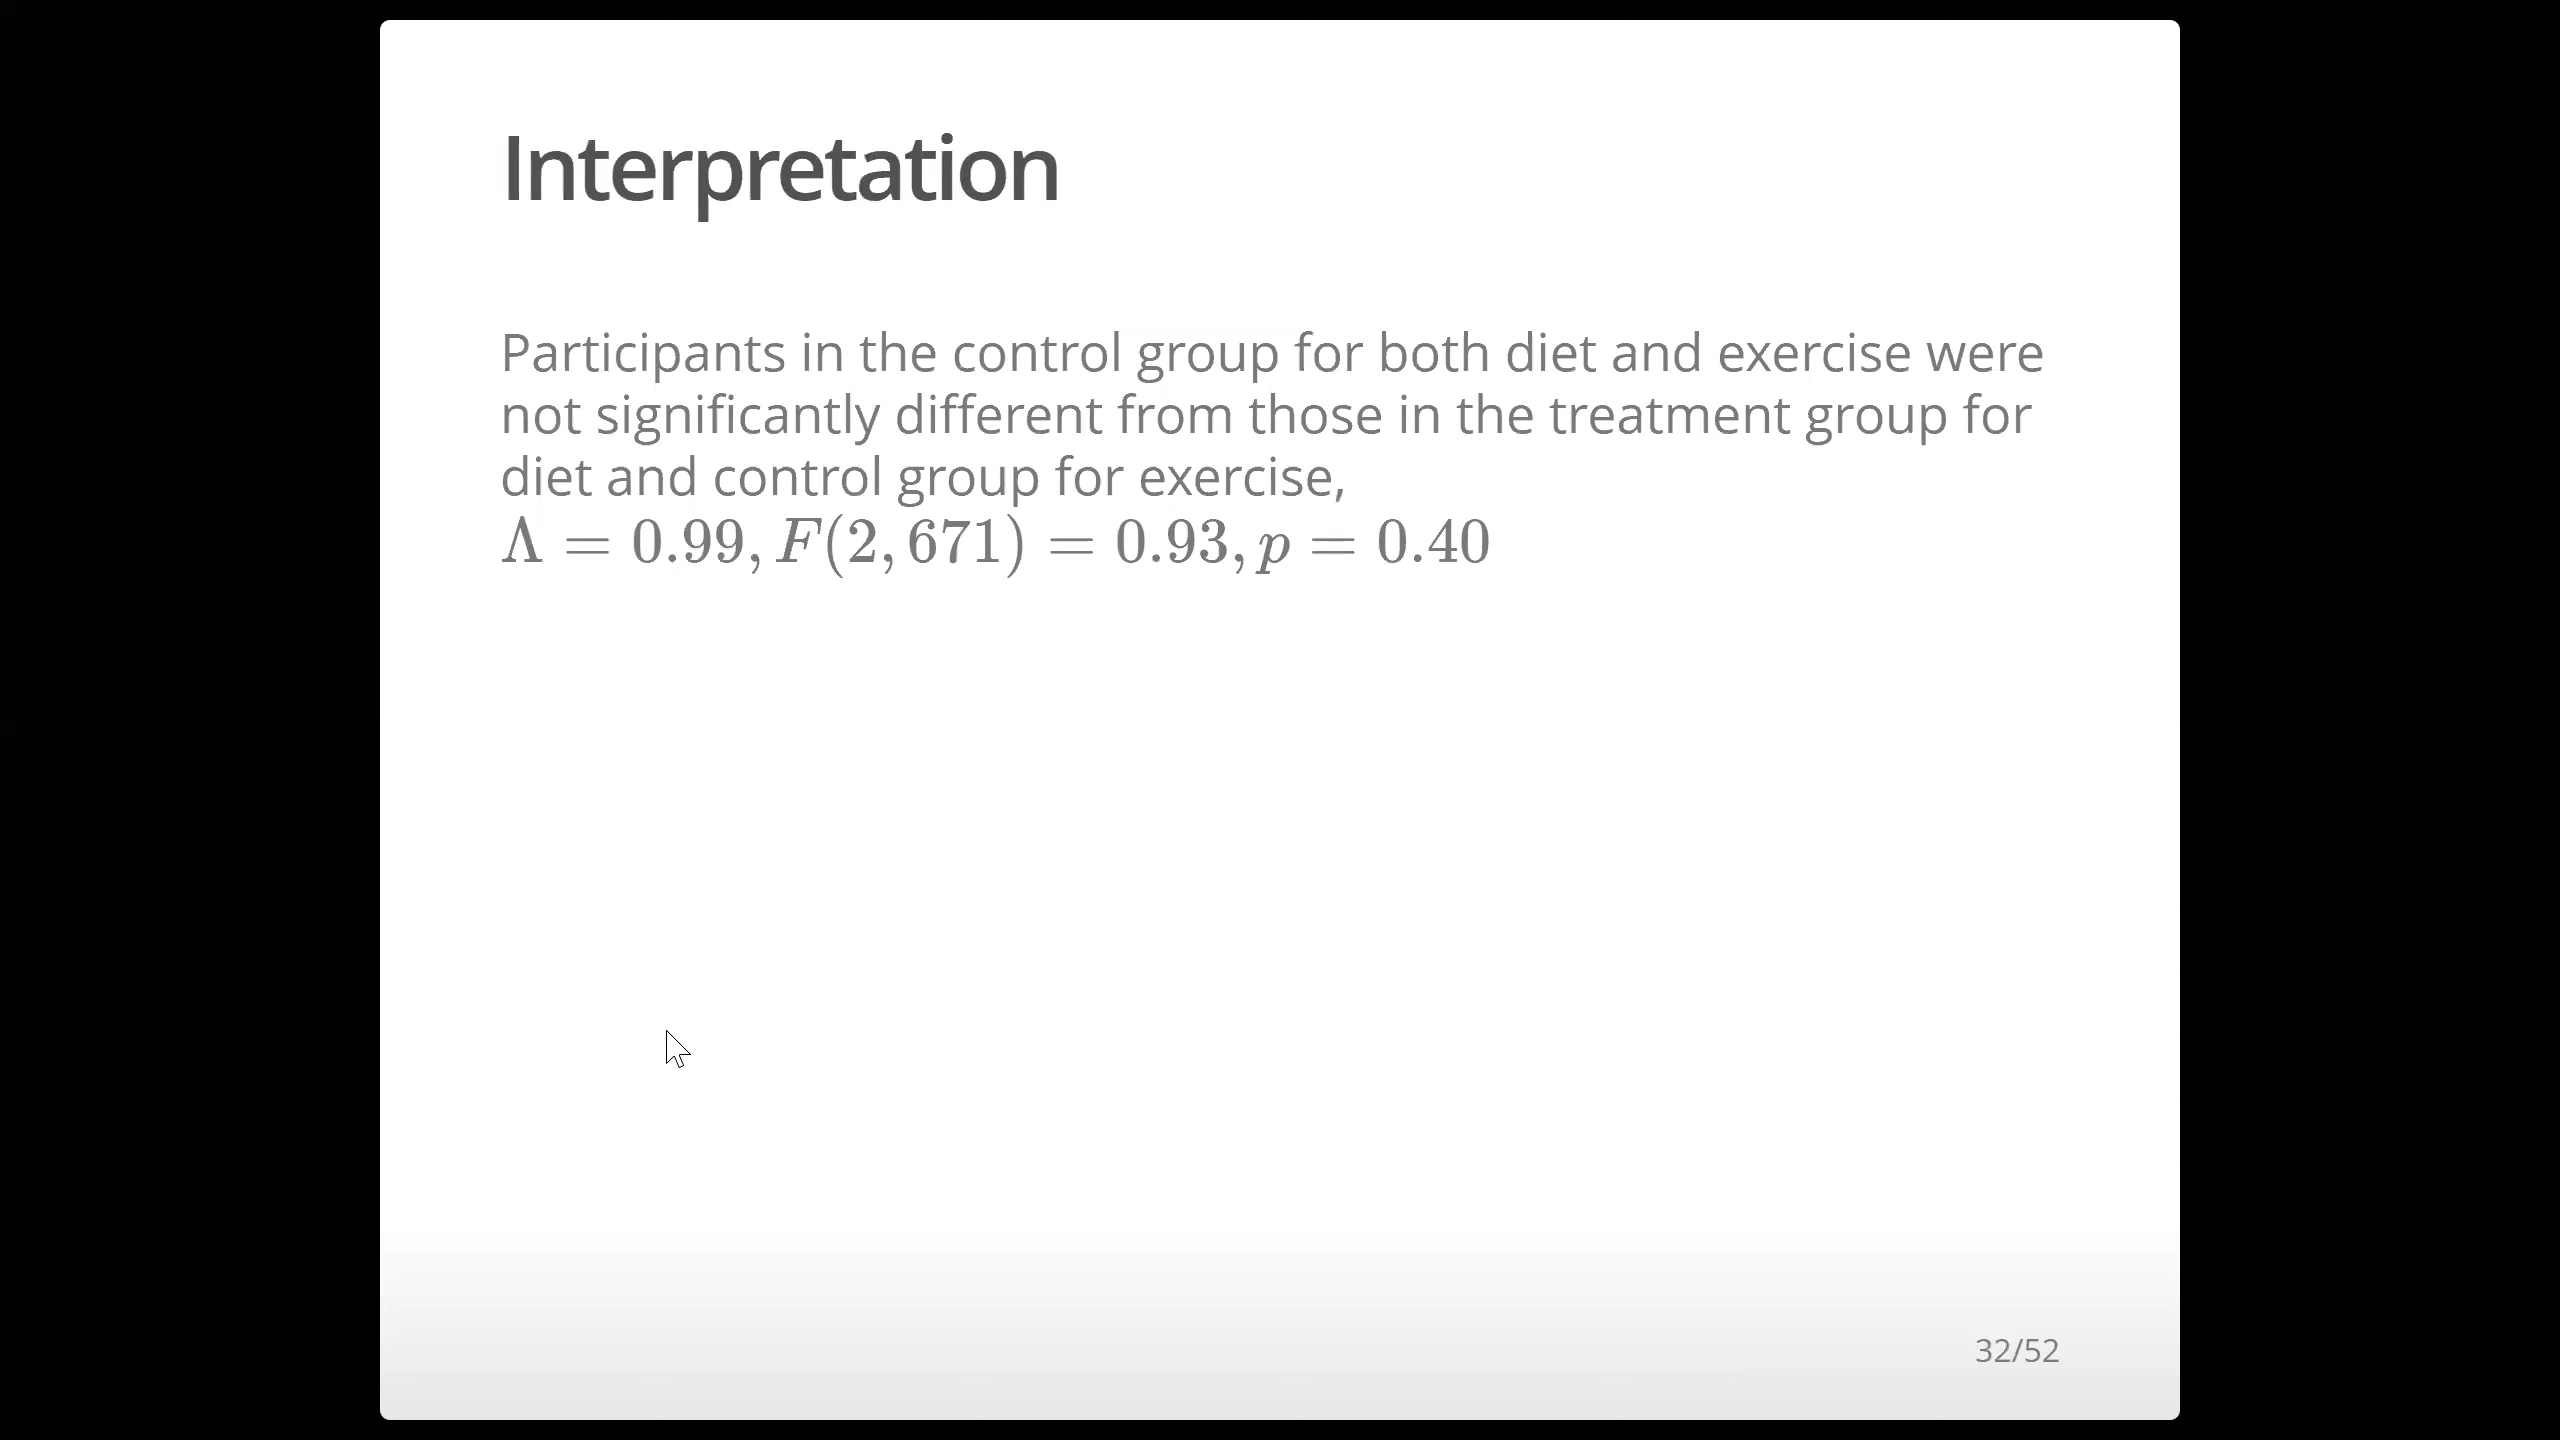 Interpretation
Participants in the control group for both diet and exercise were
not significantly different from those in the treatment group for
diet and control group for exercise,
Λ = 0.99, F(2, 671) = 0.93, p = 0.40
32/52